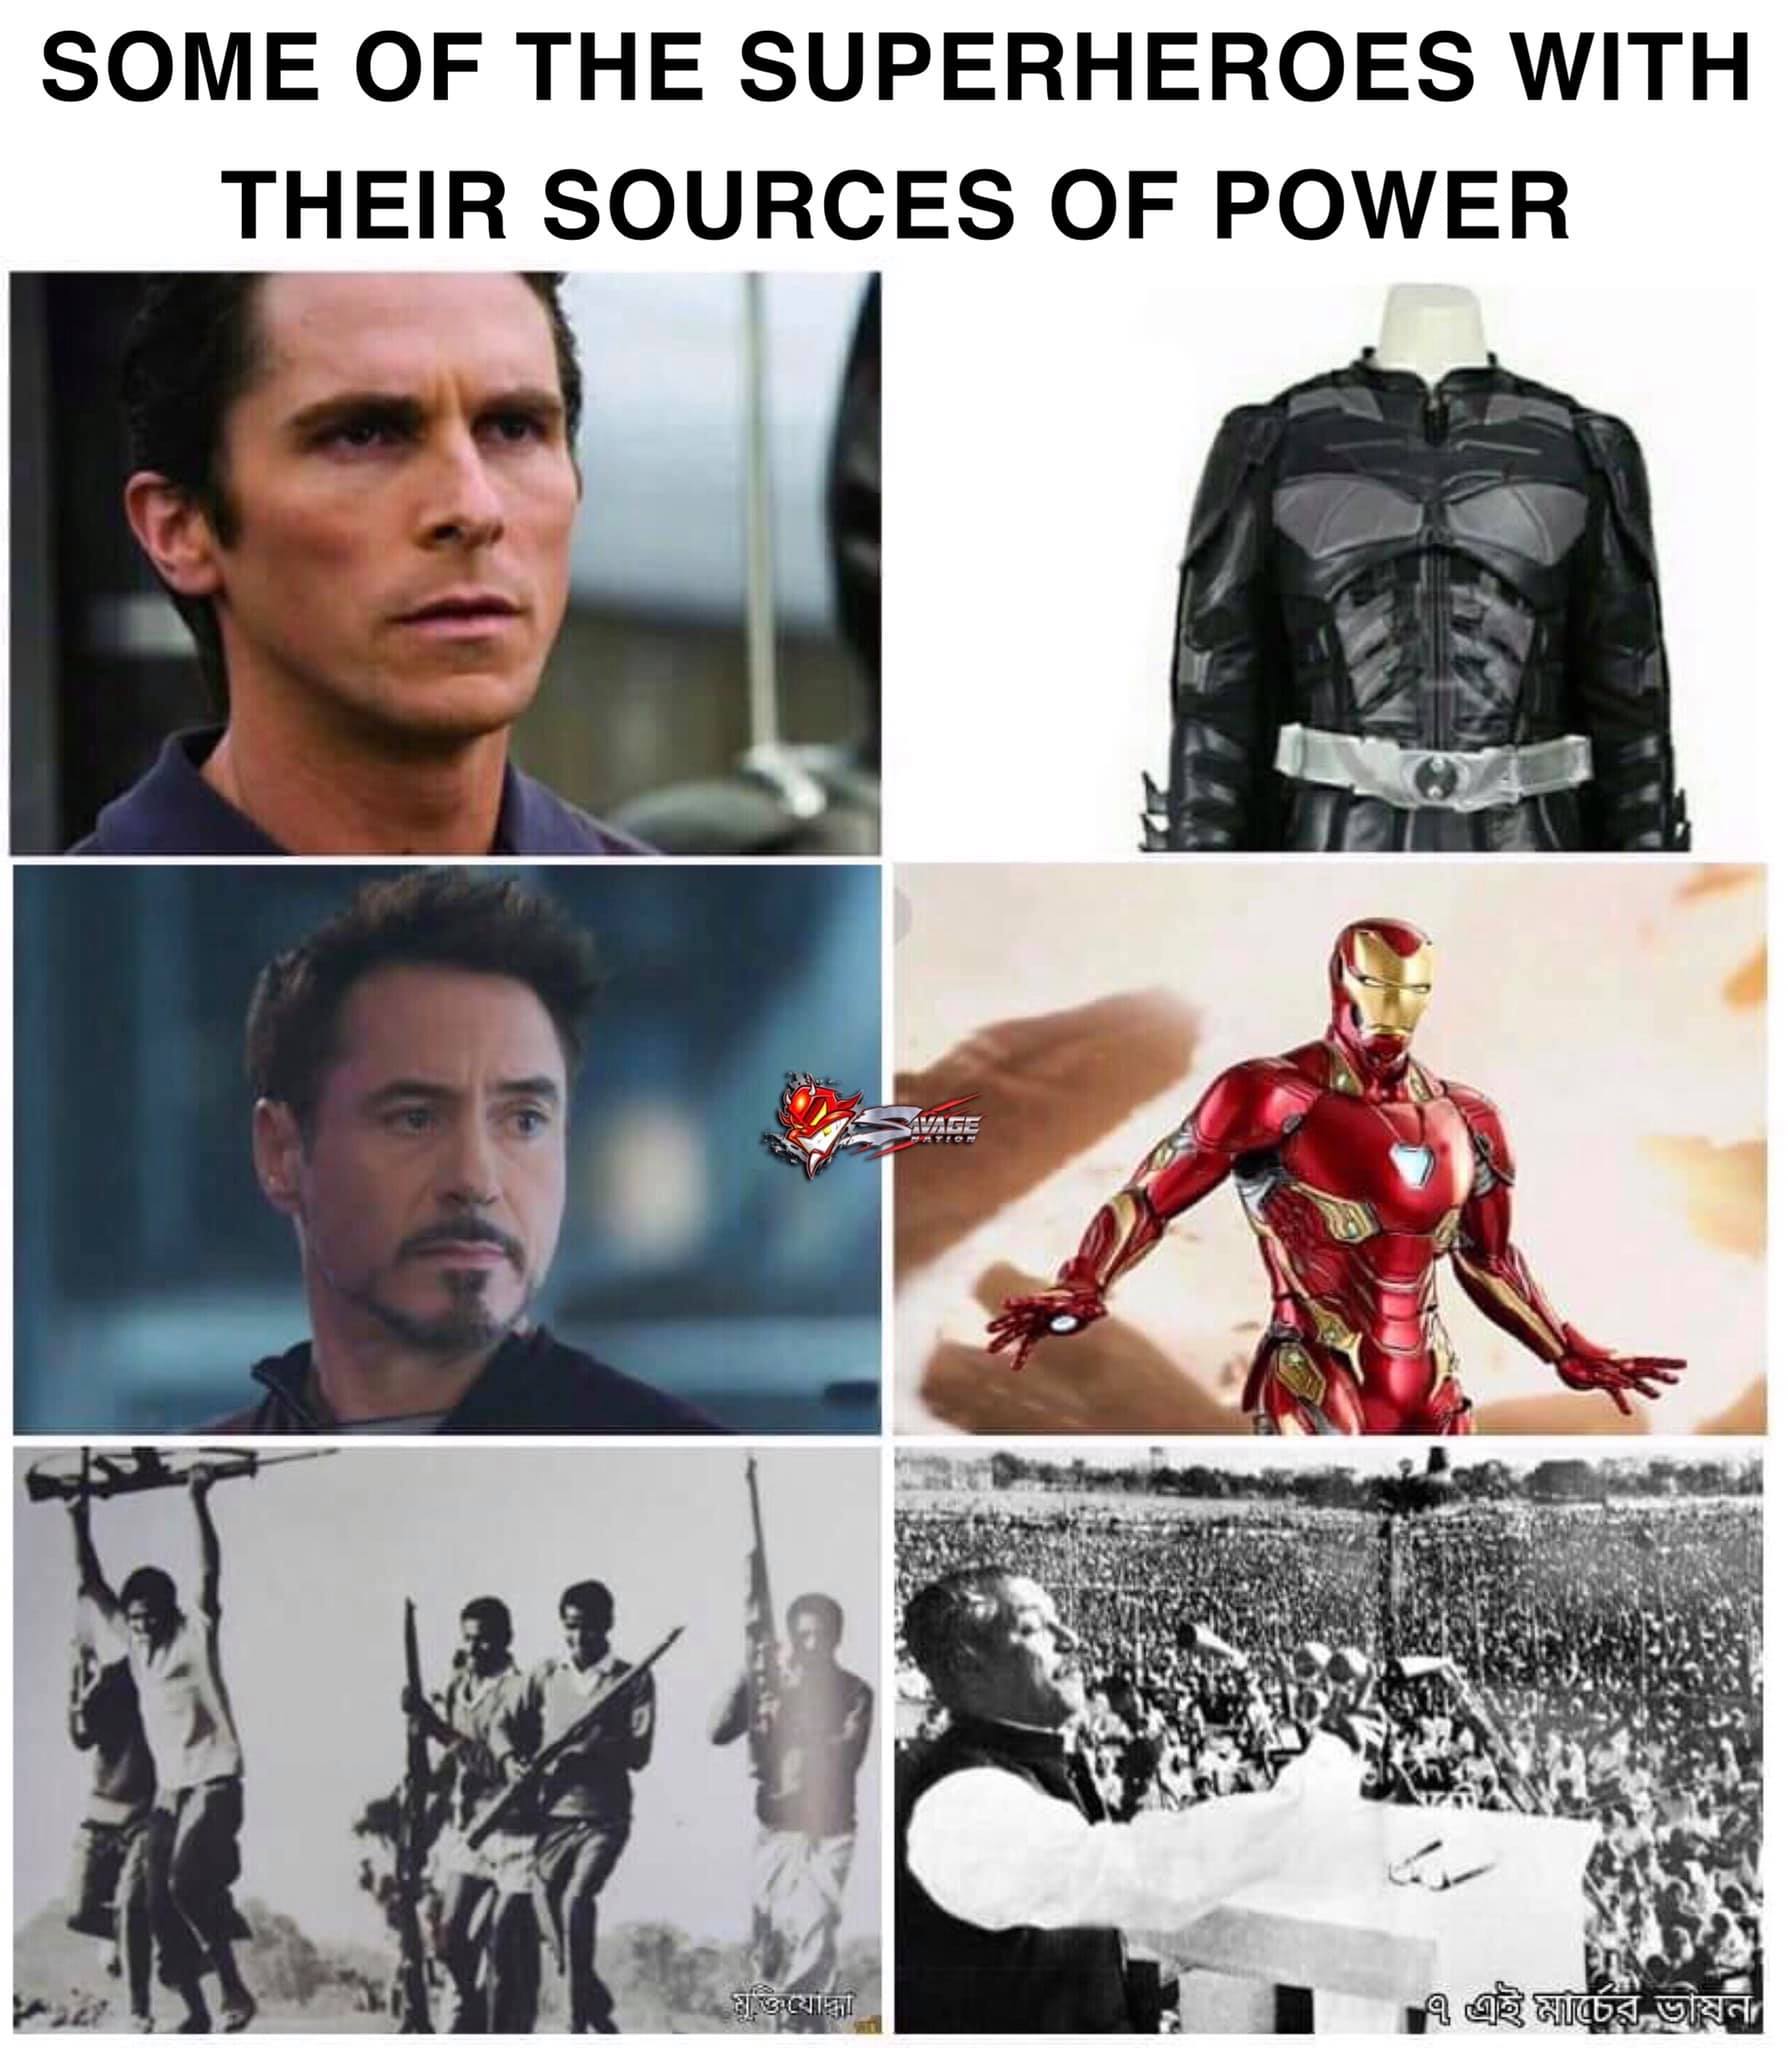 SOME OF THE SUPERHEROES WITH
THEIR SOURCES OF POWER
SAVAGE
NATION
মুক্তিযোদ্ধা
৭ এই মার্চের ভাষন